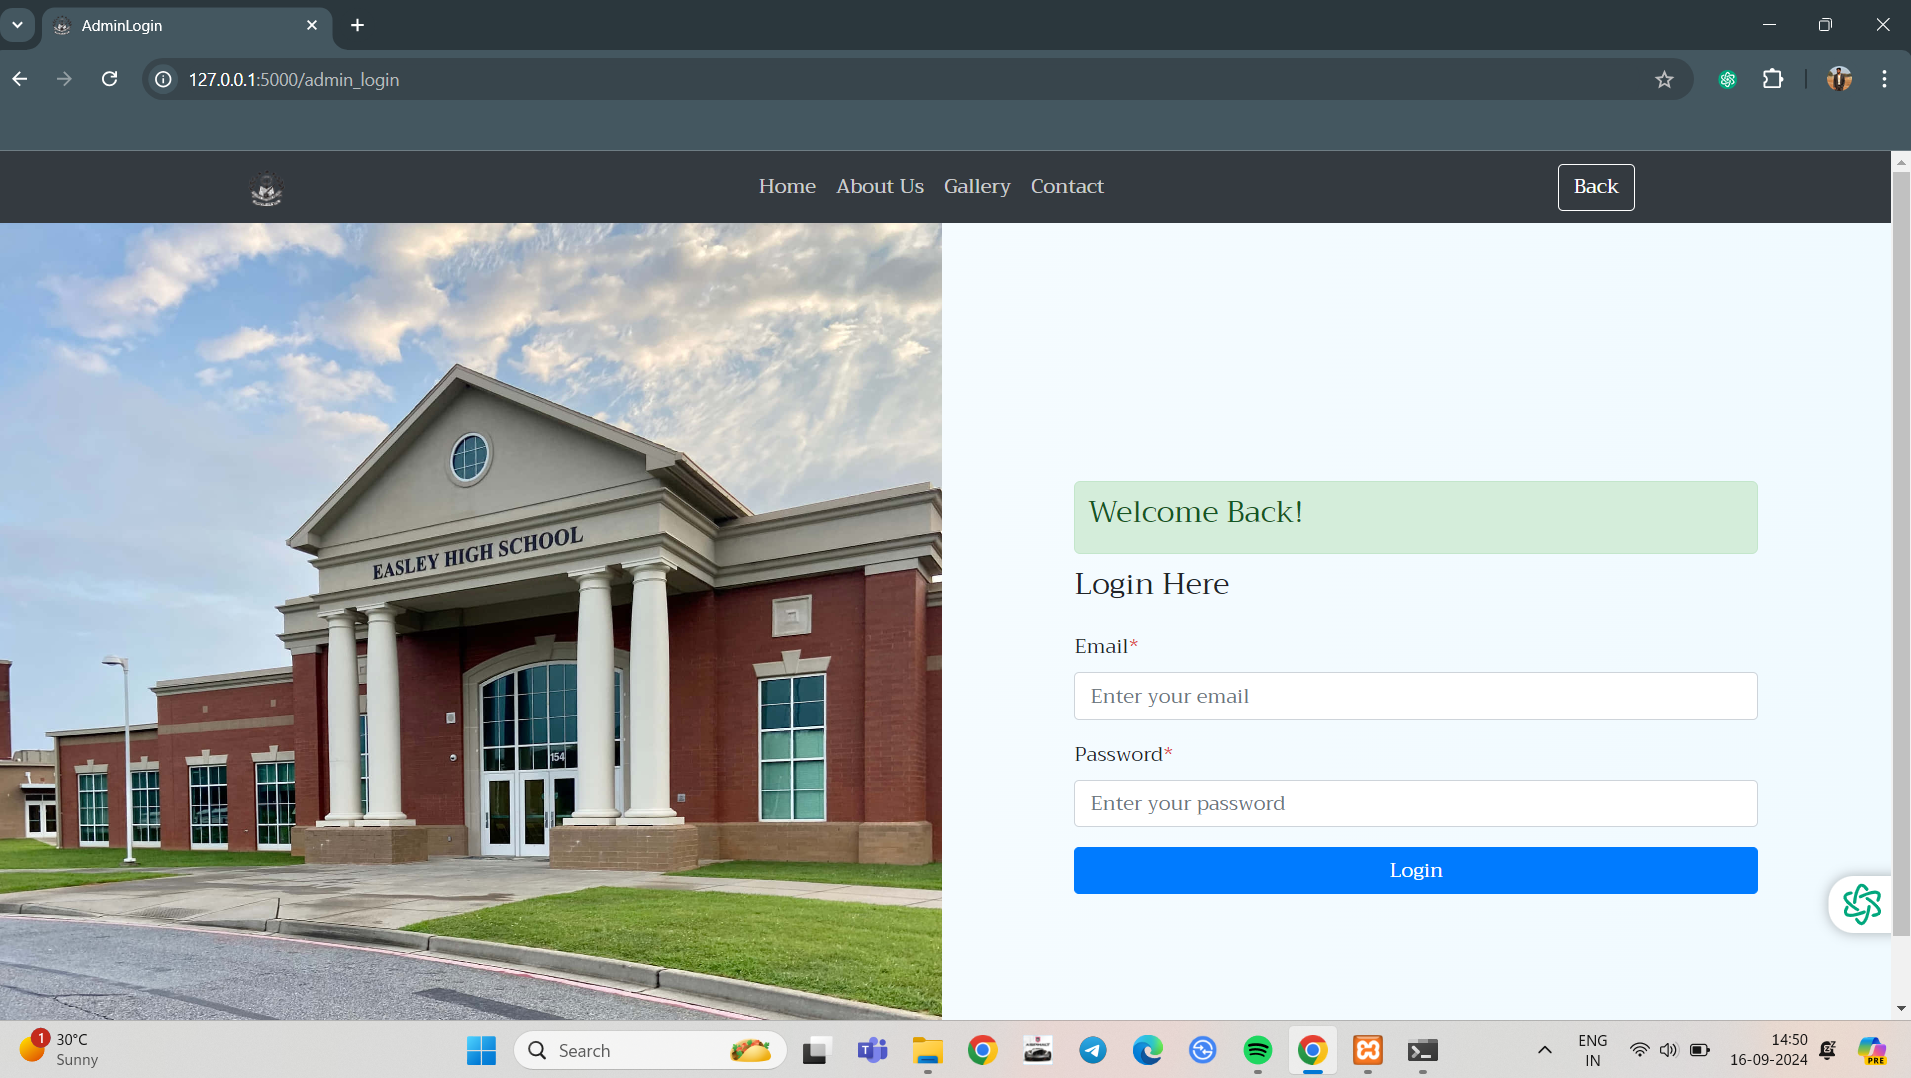 AdminLogin
127.0.0.1:5000/admin_login
Home About Us Gallery Contact
Back
EASLEY HIGH SCHOOL
154
Welcome Back!
Login Here
Email*
Enter your email
Password*
Enter your password
Login
1
30°C
Sunny
Search
ENG
IN
14:50
16-09-2024
PRE